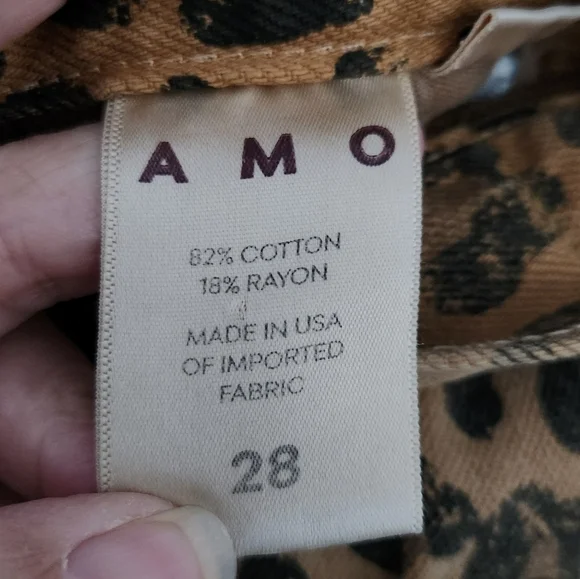 AMO
82% COTTON
18% RAYON
MADE IN USA
OF IMPORTED
FABRIC
28